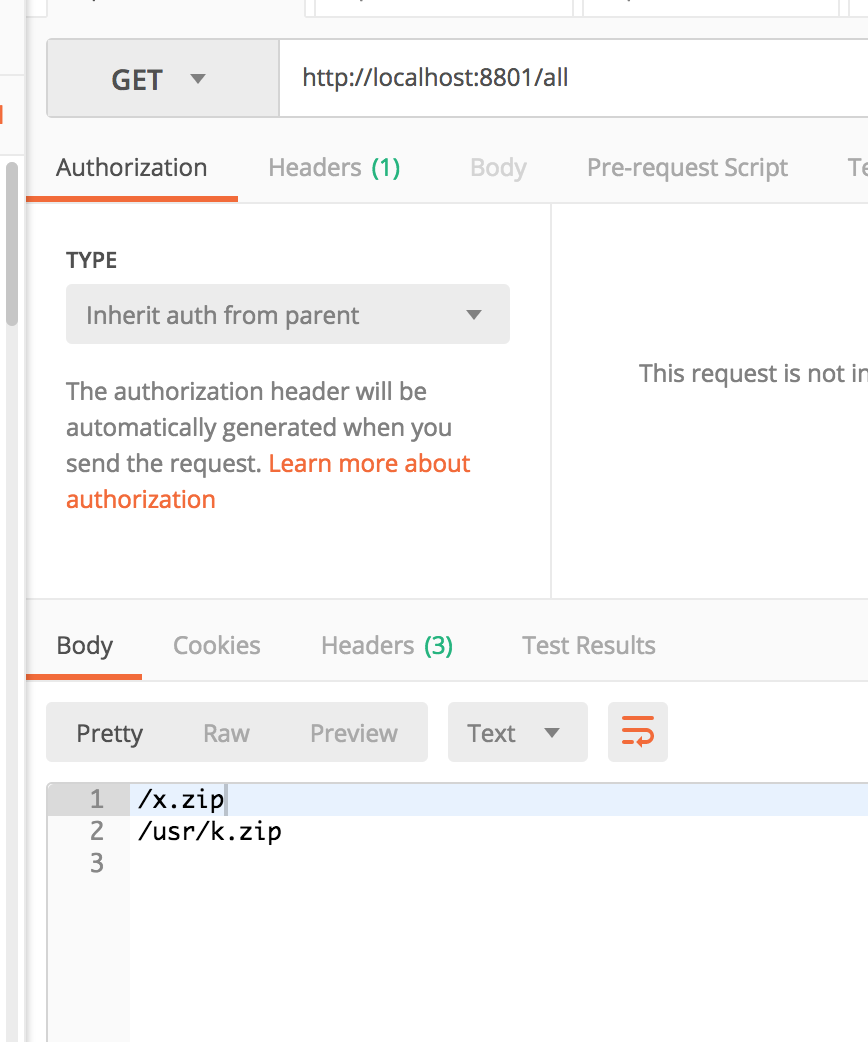 GET http://localhost:8801/all
Authorization Headers (1) Body Pre-request Script
TYPE
Inherit auth from parent
This request is not
The authorization header will be
automatically generated when you
send the request. Learn more about
authorization
Body Cookies Headers (3) Test Results
Pretty Raw Preview Text
1 /x.zip
2 /usr/k.zip
3